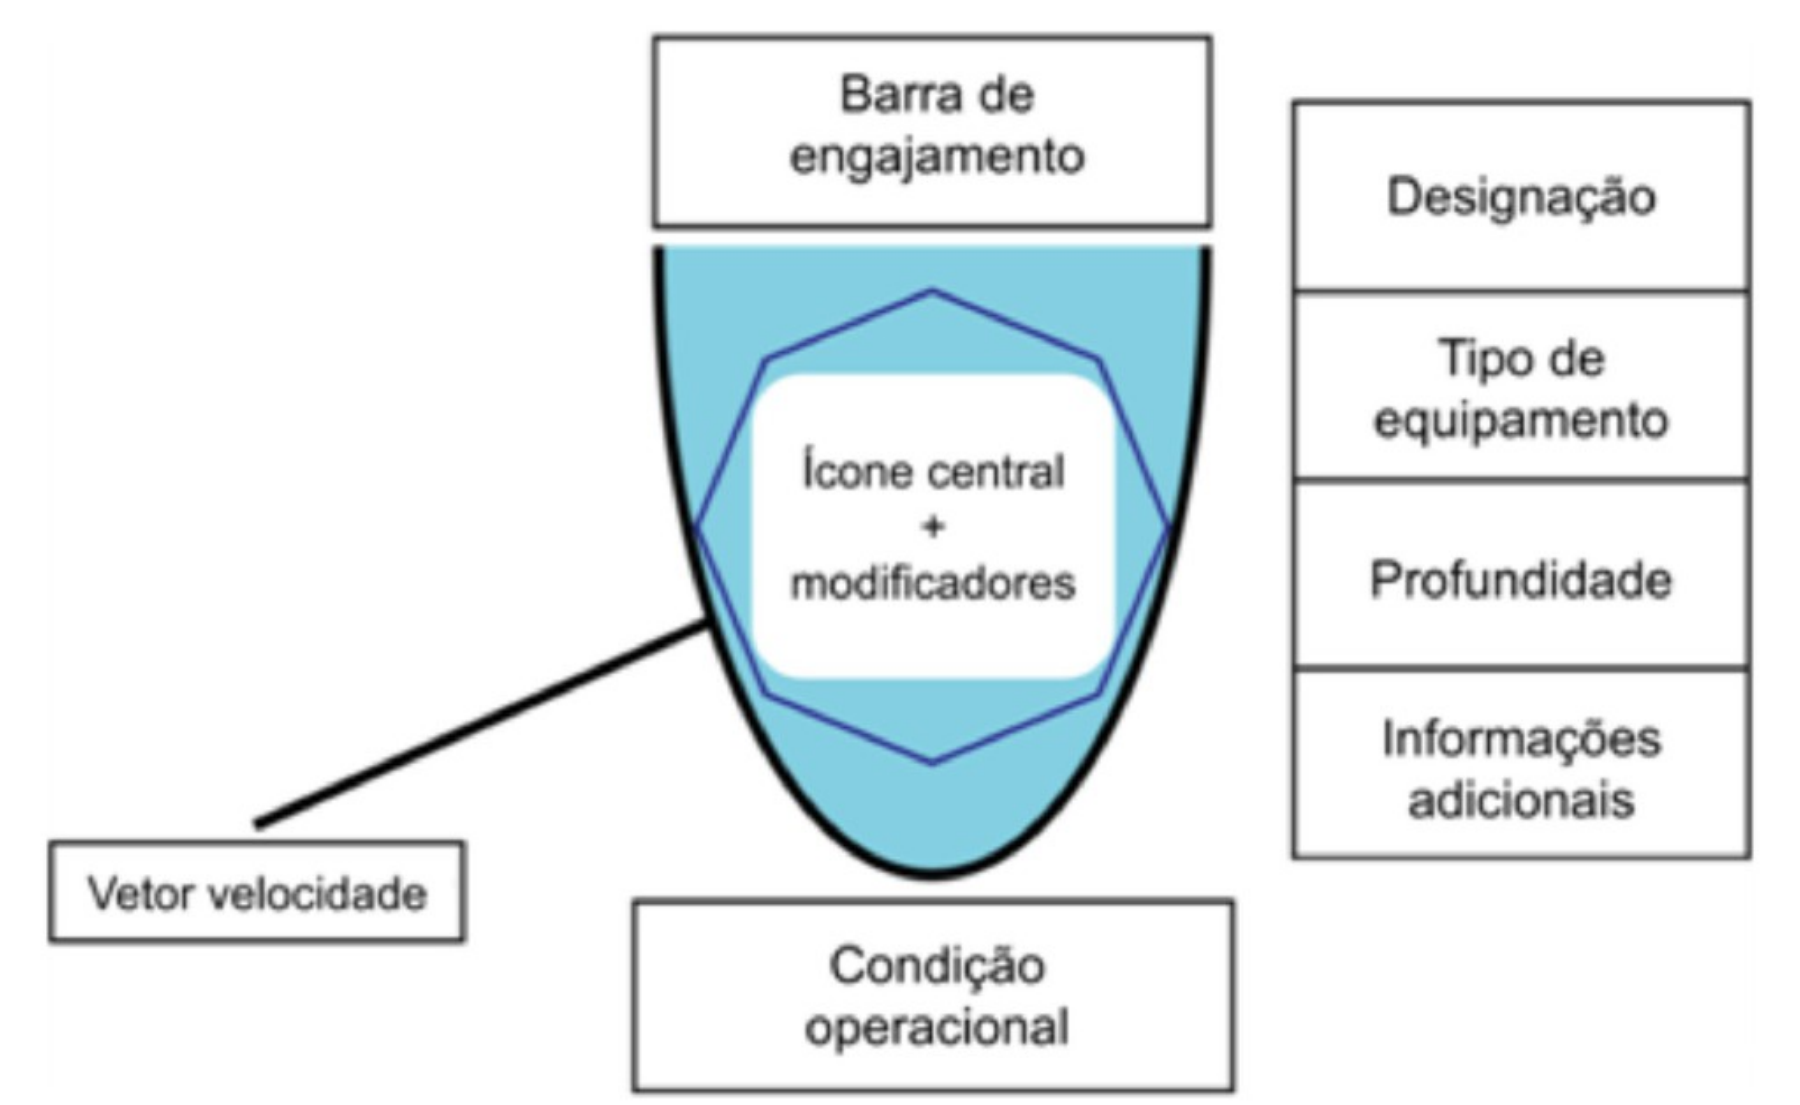 Barra de
engajamento
Designação
Tipo de
equipamento
Profundidade
Informações
adicionais
Ícone central
+
modificadores
Vetor velocidade
Condição
operacional